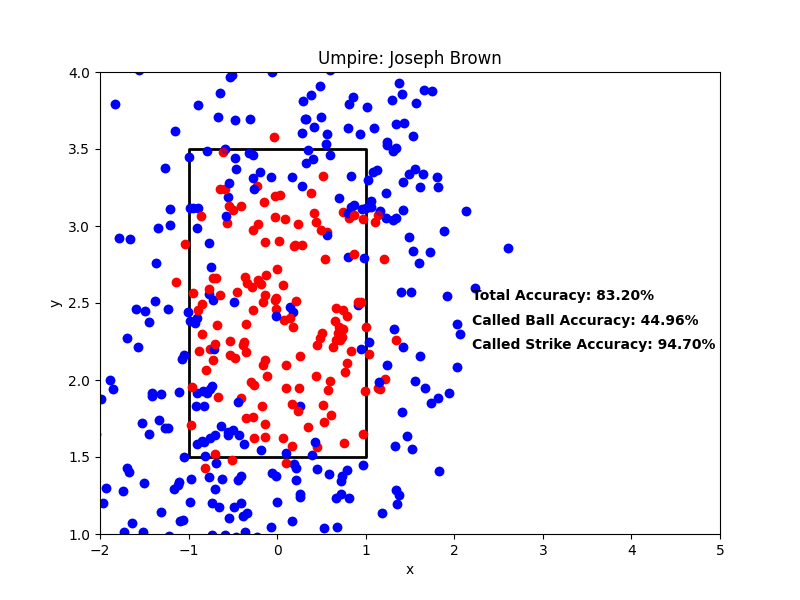 Umpire: Joseph Brown
4.0
3.5
3.0
2.5
2.0
1.5
1.0
y
Total Accuracy: 83.20%
Called Ball Accuracy: 44.96%
Called Strike Accuracy: 94.70%
−2 −1 0 1 2 3 4 5
x